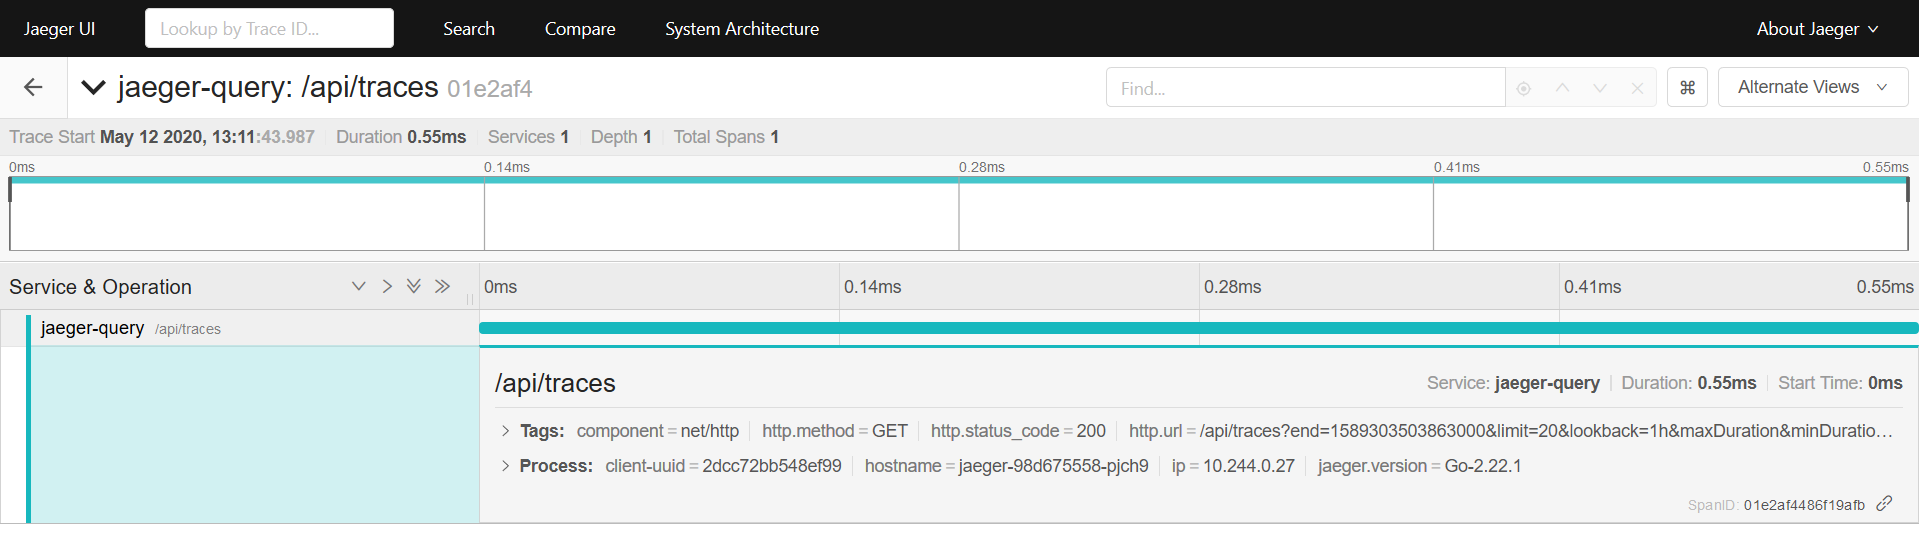 Jaeger UI Lookup by Trace ID... Search Compare System Architecture About Jaeger
jaeger-query: /api/traces 01e2af4 Find... ⌘ Alternate Views
Trace Start May 12 2020, 13:11:43.987 Duration 0.55ms Services 1 Depth 1 Total Spans 1
0ms 0.14ms 0.28ms 0.41ms 0.55ms
Service & Operation 0ms 0.14ms 0.28ms 0.41ms 0.55ms
jaeger-query /api/traces
/api/traces Service: jaeger-query Duration: 0.55ms Start Time: 0ms
Tags: component = net/http http.method = GET http.status_code = 200 http.url = /api/traces?end=1589303503863000&limit=20&lookback=1h&maxDuration&minDuratio…
Process: client-uuid = 2dcc72bb548ef99 hostname = jaeger-98d675558-pjch9 ip = 10.244.0.27 jaeger.version = Go-2.22.1
SpanID: 01e2af4486f19afb